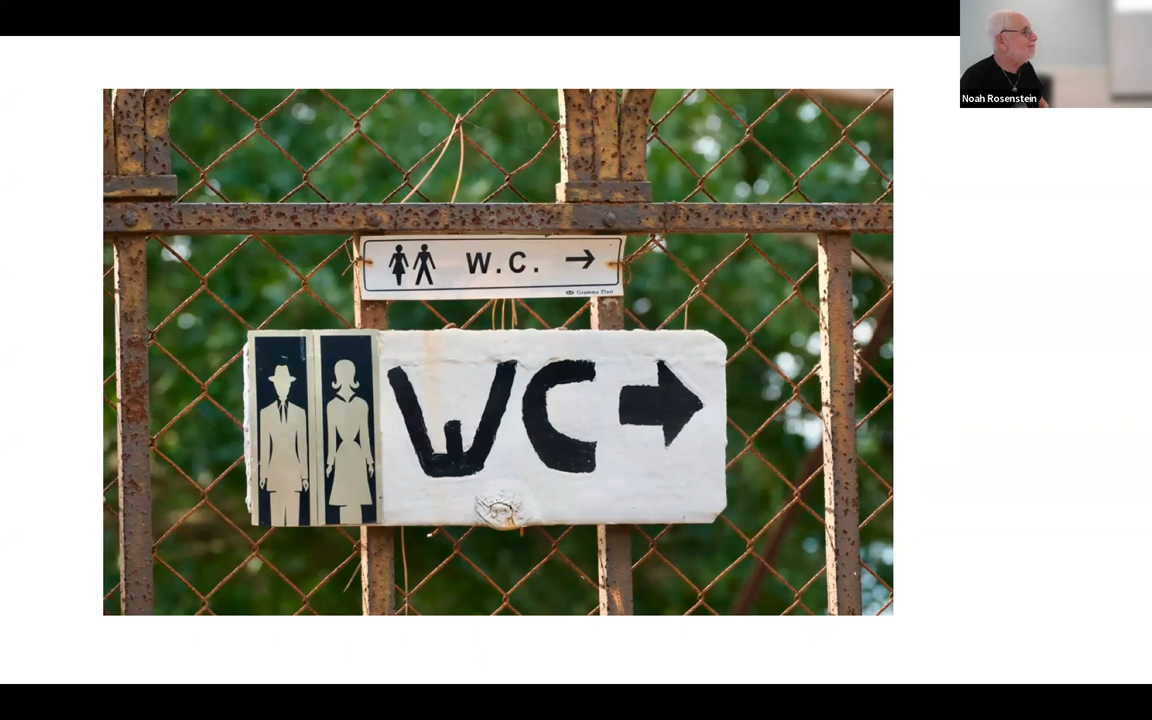 Noah Rosenstein
W.C. →
Gramma Plast
WC →